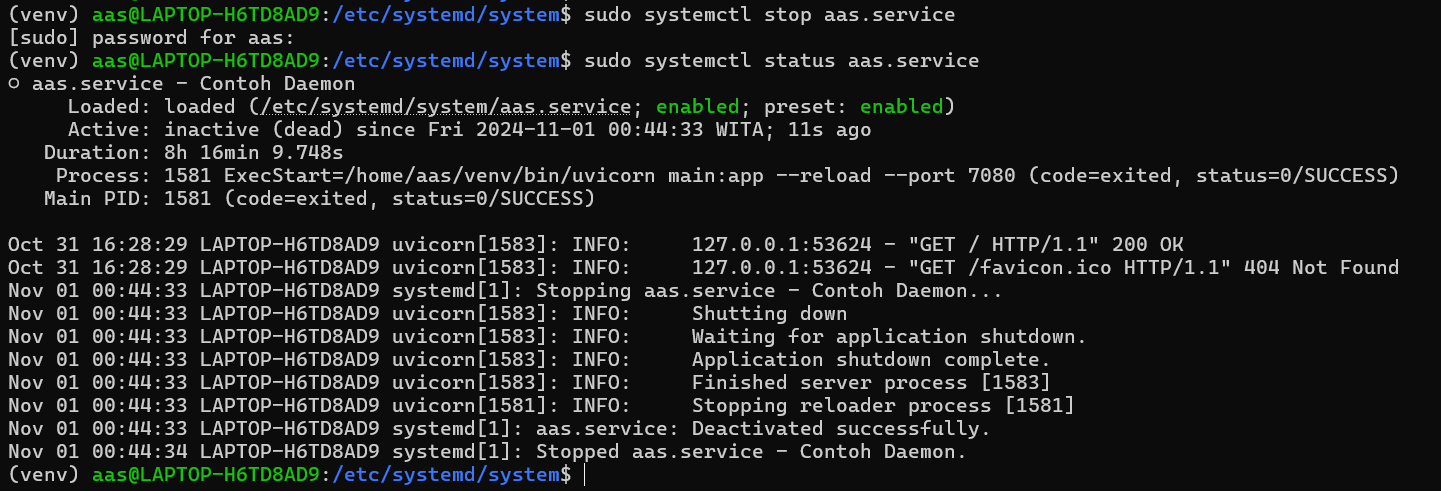 (venv) aas@LAPTOP-H6TD8AD9:/etc/systemd/system$ sudo systemctl stop aas.service
[sudo] password for aas:
(venv) aas@LAPTOP-H6TD8AD9:/etc/systemd/system$ sudo systemctl status aas.service
○ aas.service - Contoh Daemon
     Loaded: loaded (/etc/systemd/system/aas.service; enabled; preset: enabled)
     Active: inactive (dead) since Fri 2024-11-01 00:44:33 WITA; 11s ago
   Duration: 8h 16min 9.748s
    Process: 1581 ExecStart=/home/aas/venv/bin/uvicorn main:app --reload --port 7080 (code=exited, status=0/SUCCESS)
   Main PID: 1581 (code=exited, status=0/SUCCESS)

Oct 31 16:28:29 LAPTOP-H6TD8AD9 uvicorn[1583]: INFO:     127.0.0.1:53624 - "GET / HTTP/1.1" 200 OK
Oct 31 16:28:29 LAPTOP-H6TD8AD9 uvicorn[1583]: INFO:     127.0.0.1:53624 - "GET /favicon.ico HTTP/1.1" 404 Not Found
Nov 01 00:44:33 LAPTOP-H6TD8AD9 systemd[1]: Stopping aas.service - Contoh Daemon...
Nov 01 00:44:33 LAPTOP-H6TD8AD9 uvicorn[1583]: INFO:     Shutting down
Nov 01 00:44:33 LAPTOP-H6TD8AD9 uvicorn[1583]: INFO:     Waiting for application shutdown.
Nov 01 00:44:33 LAPTOP-H6TD8AD9 uvicorn[1583]: INFO:     Application shutdown complete.
Nov 01 00:44:33 LAPTOP-H6TD8AD9 uvicorn[1583]: INFO:     Finished server process [1583]
Nov 01 00:44:33 LAPTOP-H6TD8AD9 uvicorn[1581]: INFO:     Stopping reloader process [1581]
Nov 01 00:44:33 LAPTOP-H6TD8AD9 systemd[1]: aas.service: Deactivated successfully.
Nov 01 00:44:34 LAPTOP-H6TD8AD9 systemd[1]: Stopped aas.service - Contoh Daemon.
(venv) aas@LAPTOP-H6TD8AD9:/etc/systemd/system$